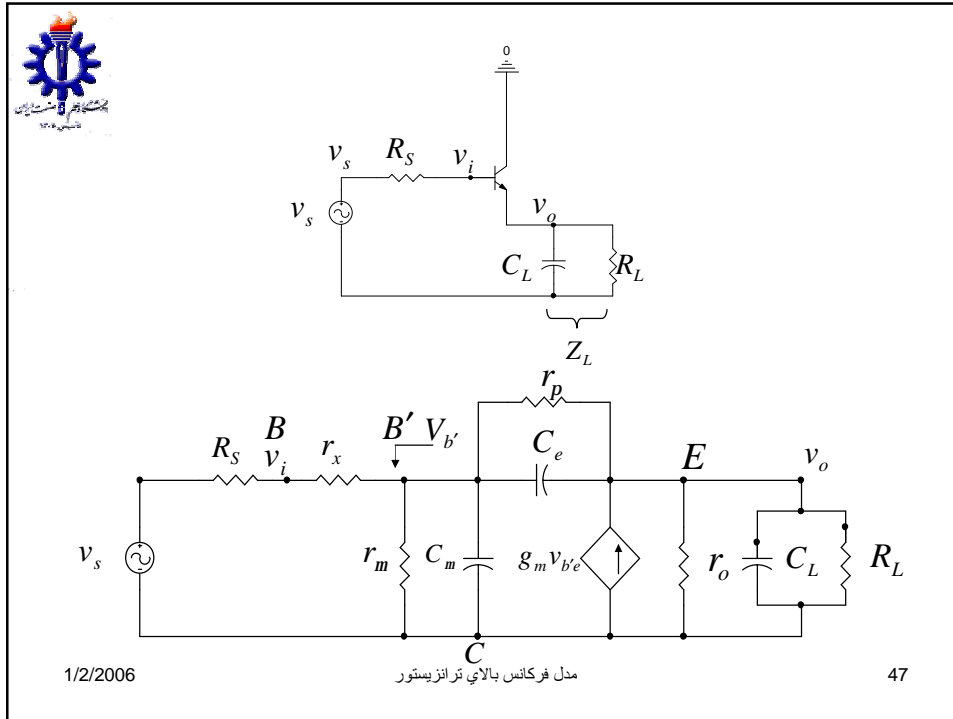 0
v_s R_S v_i
v_s
v_o
C_L R_L
Z_L
r_p
B B′ V_b′
R_S v_i r_x C_e E v_o
v_s r_m C_m g_m v_b′e r_o C_L R_L
C
1/2/2006 مدل فركانس بالاي ترانزيستور 47